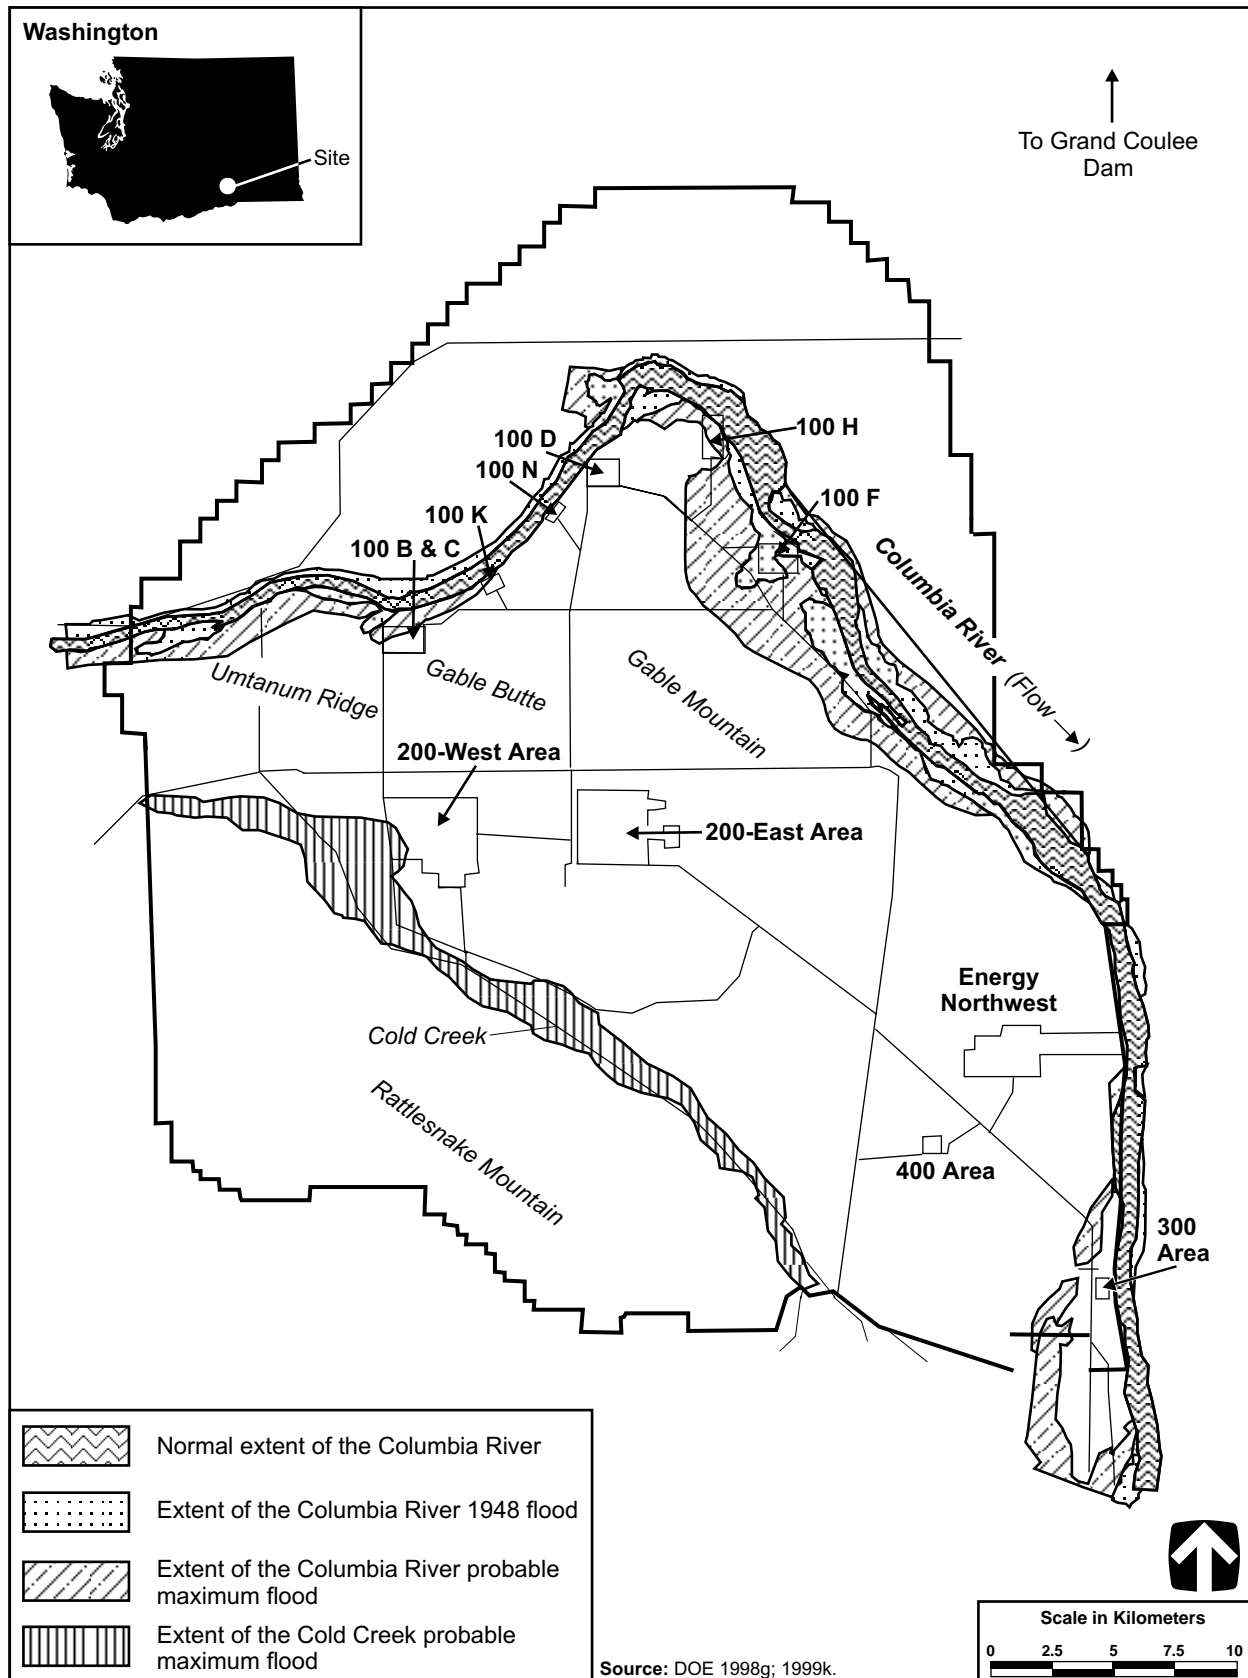 Washington
Site
To Grand Coulee
Dam
100 H
100 D
100 N
100 F
100 K
100 B & C
Columbia River (Flow
)
Umtanum Ridge
Gable Butte
Gable Mountain
200-West Area
200-East Area
Energy
Northwest
Cold Creek
Rattlesnake Mountain
400 Area
300
Area
Normal extent of the Columbia River
Extent of the Columbia River 1948 flood
Extent of the Columbia River probable
maximum flood
Extent of the Cold Creek probable
maximum flood
Source: DOE 1998g; 1999k.
Scale in Kilometers
0 2.5 5 7.5 10